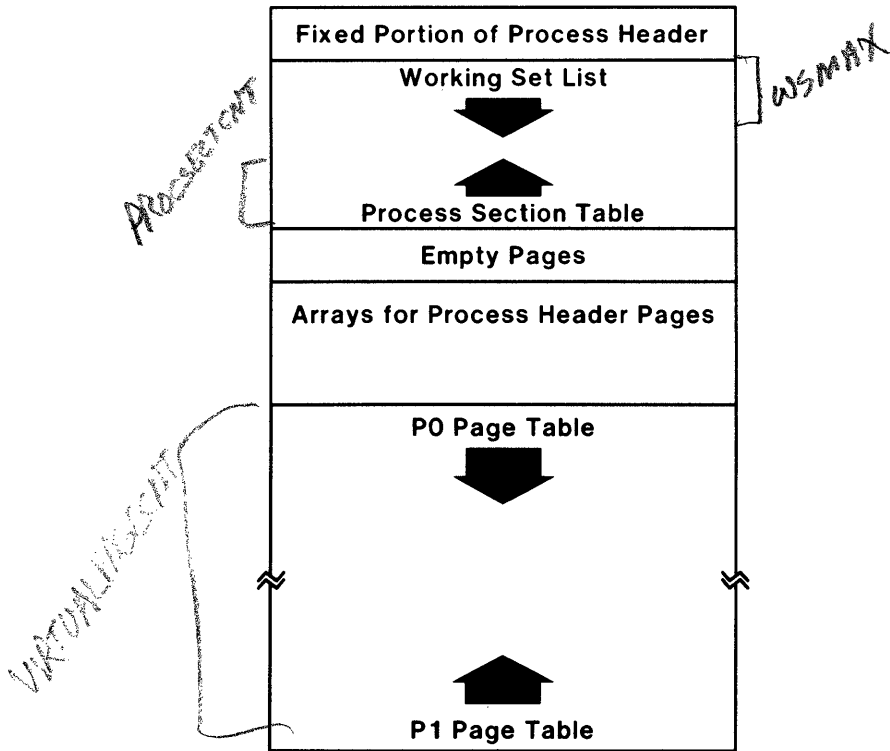 Fixed Portion of Process Header
Working Set List
WSMAX
PROCSECTCNT
Process Section Table
Empty Pages
Arrays for Process Header Pages
P0 Page Table
VIRTUALPAGECNT
P1 Page Table